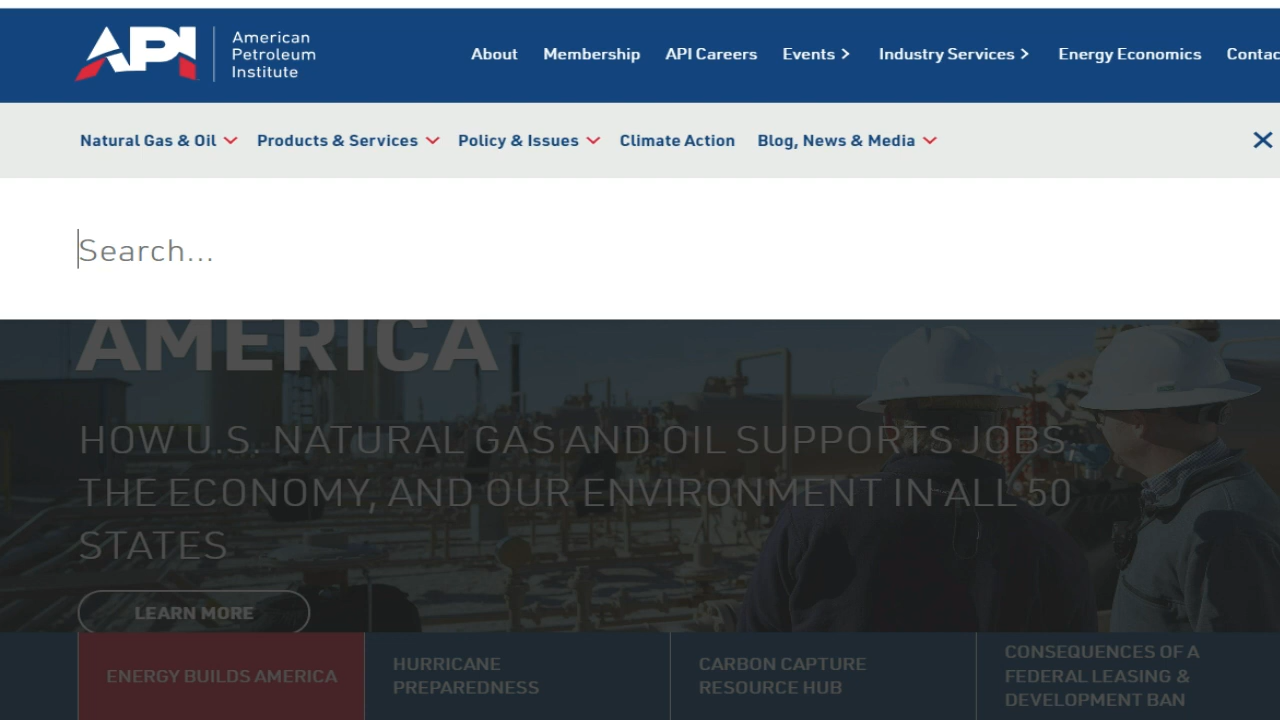 API
American
Petroleum
Institute
About Membership API Careers Events Industry Services Energy Economics Contac
Natural Gas & Oil Products & Services Policy & Issues Climate Action Blog, News & Media
Search...
AMERICA
HOW U.S. NATURAL GAS AND OIL SUPPORTS JOBS,
THE ECONOMY, AND OUR ENVIRONMENT IN ALL 50
STATES
LEARN MORE
ENERGY BUILDS AMERICA
HURRICANE
PREPAREDNESS
CARBON CAPTURE
RESOURCE HUB
CONSEQUENCES OF A
FEDERAL LEASING &
DEVELOPMENT BAN